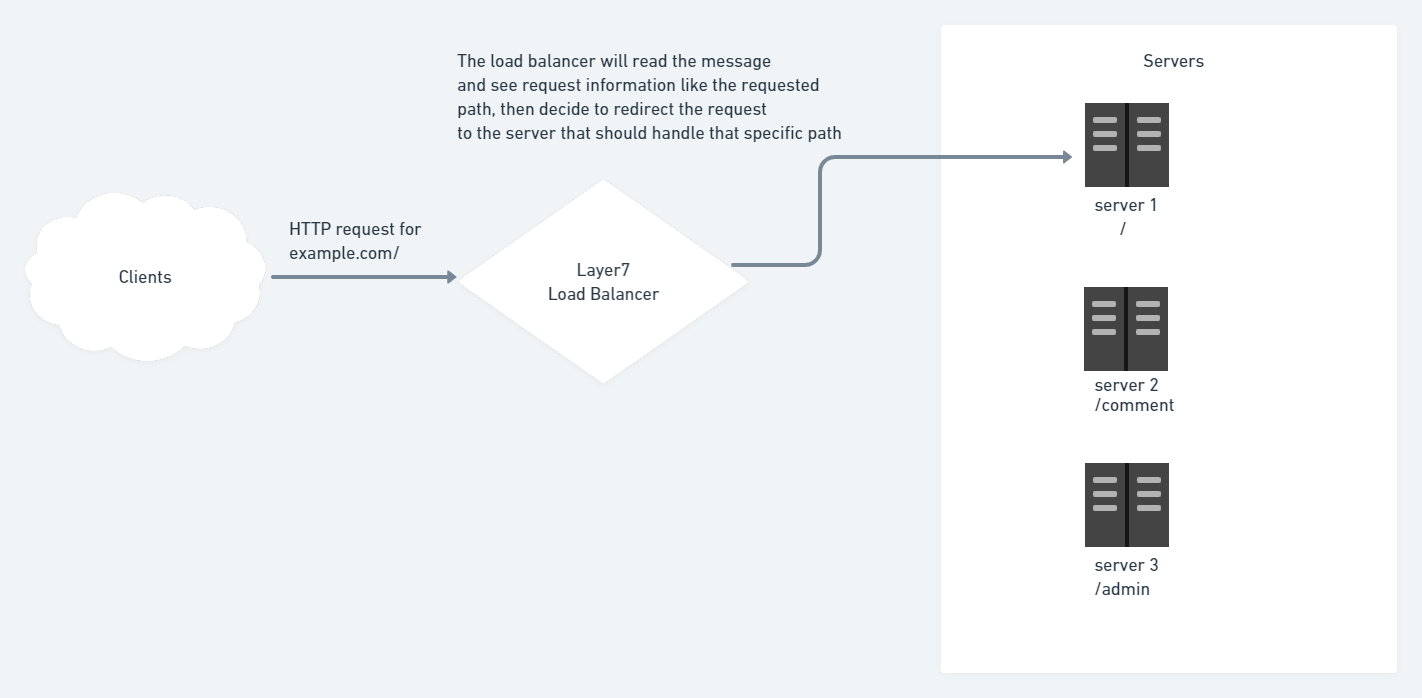 The load balancer will read the message
and see request information like the requested
path, then decide to redirect the request
to the server that should handle that specific path
Servers
server 1
/
HTTP request for
example.com/
Clients
Layer7
Load Balancer
server 2
/comment
server 3
/admin